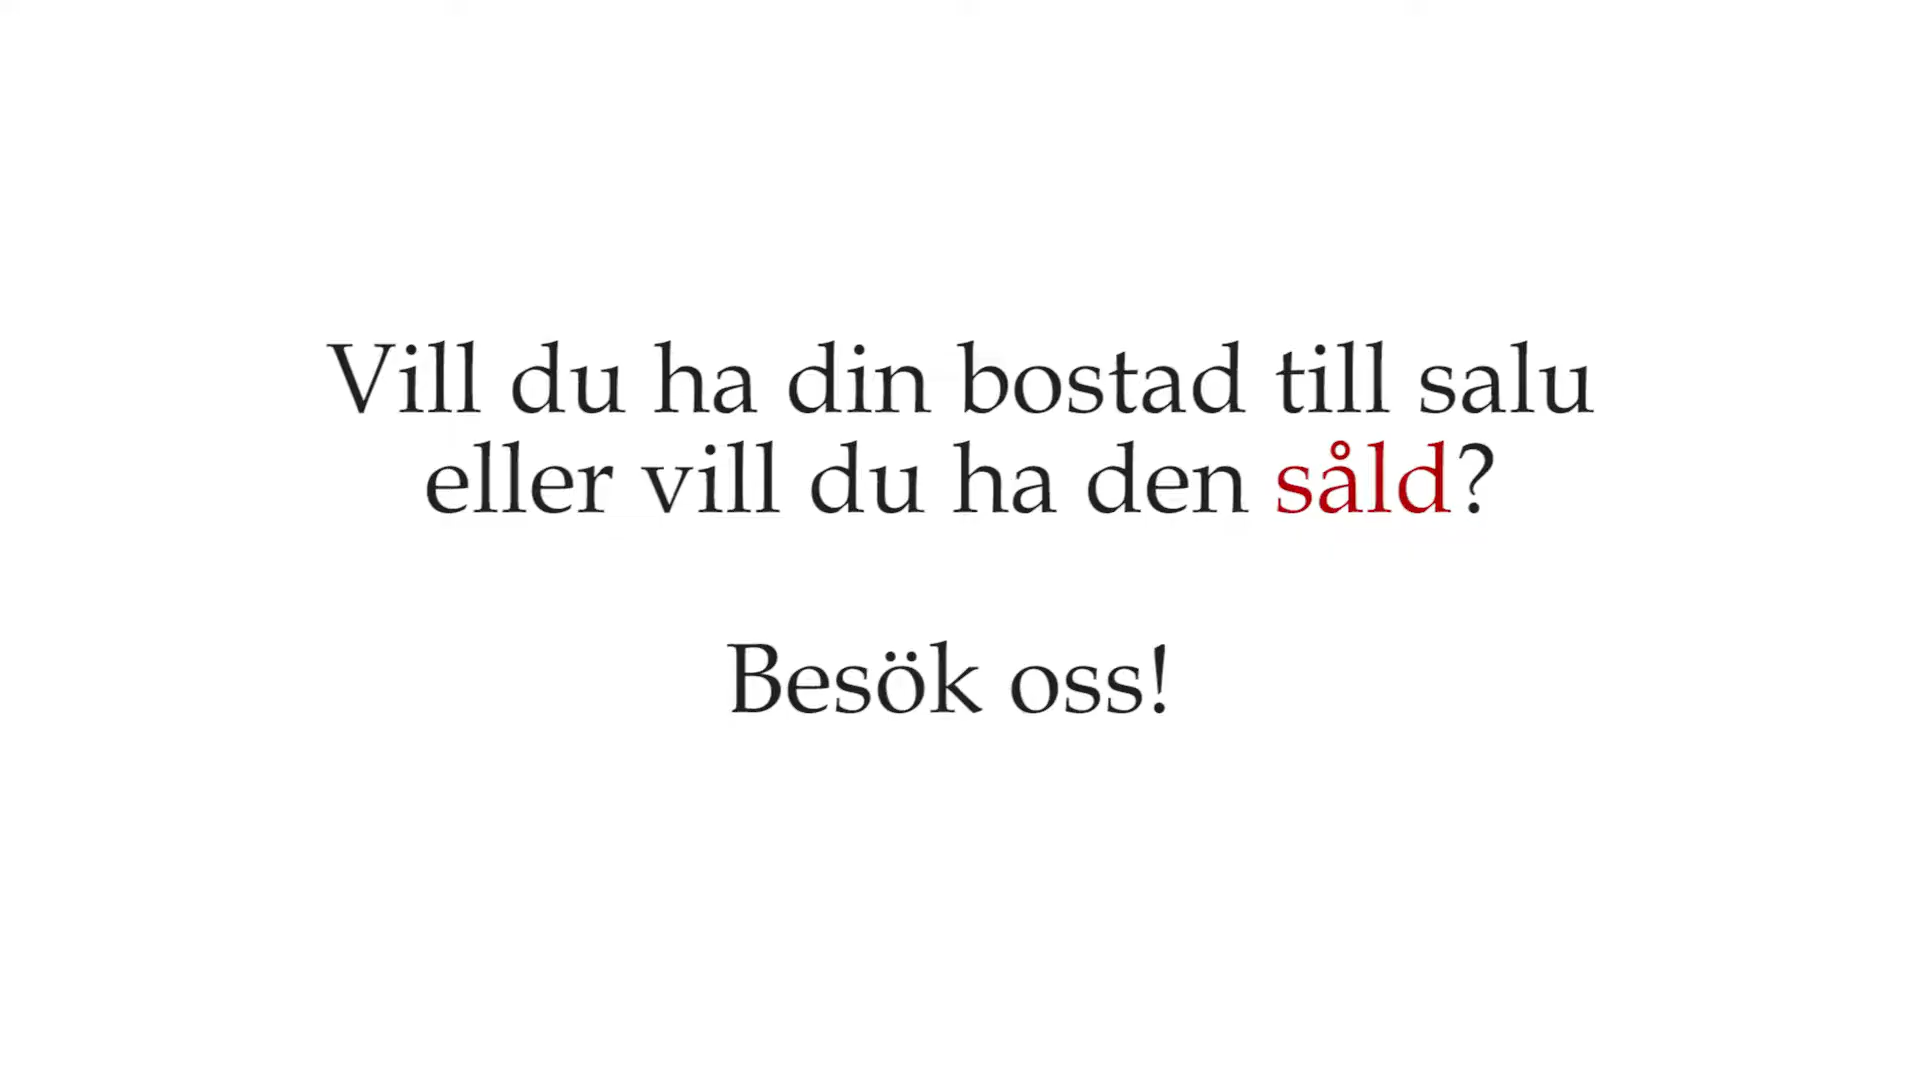 Vill du ha din bostad till salu
eller vill du ha den såld?
Besök oss!